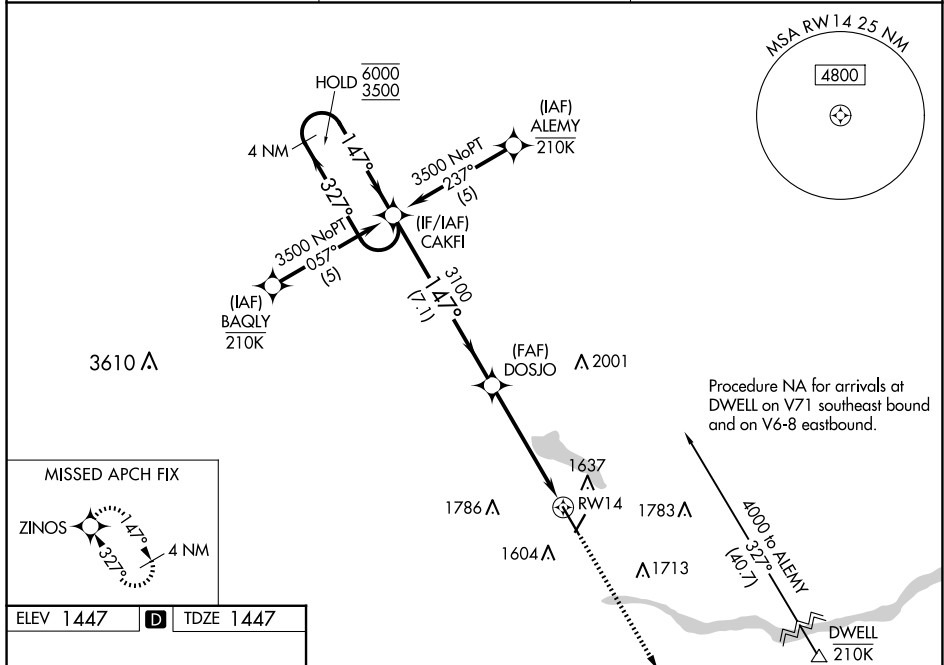 MSA RW14 25 NM
4800
HOLD 6000
3500
(IAF)
ALEMY
210K
4 NM
147°
327°
3500 NoPT
237°
(5)
(IF/IAF)
CAKFI
3500 NoPT
057°
(5)
(IAF)
BAQLY
210K
3100
147°
(7.1)
3610
(FAF)
DOSJO
2001
Procedure NA for arrivals at
DWELL on V71 southeast bound
and on V6-8 eastbound.
MISSED APCH FIX
ZINOS
147°
327°
4 NM
1637
1786
RW14
1783
1604
1713
4000 to ALEMY
327°
(40.7)
DWELL
210K
ELEV 1447 D TDZE 1447